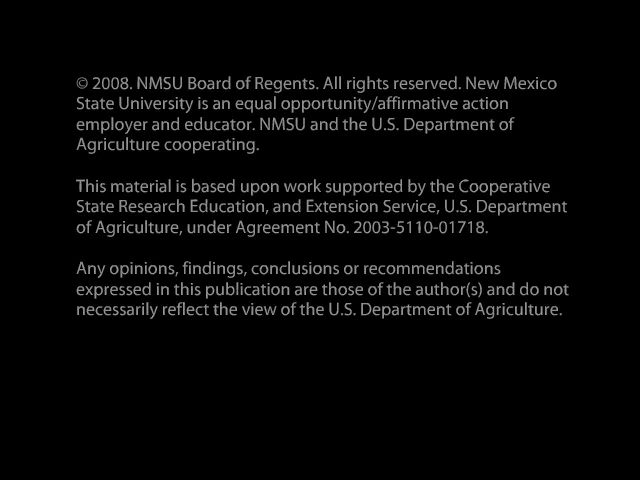 © 2008. NMSU Board of Regents. All rights reserved. New Mexico
State University is an equal opportunity/affirmative action
employer and educator. NMSU and the U.S. Department of
Agriculture cooperating.
This material is based upon work supported by the Cooperative
State Research Education, and Extension Service, U.S. Department
of Agriculture, under Agreement No. 2003-5110-01718.
Any opinions, findings, conclusions or recommendations
expressed in this publication are those of the author(s) and do not
necessarily reflect the view of the U.S. Department of Agriculture.